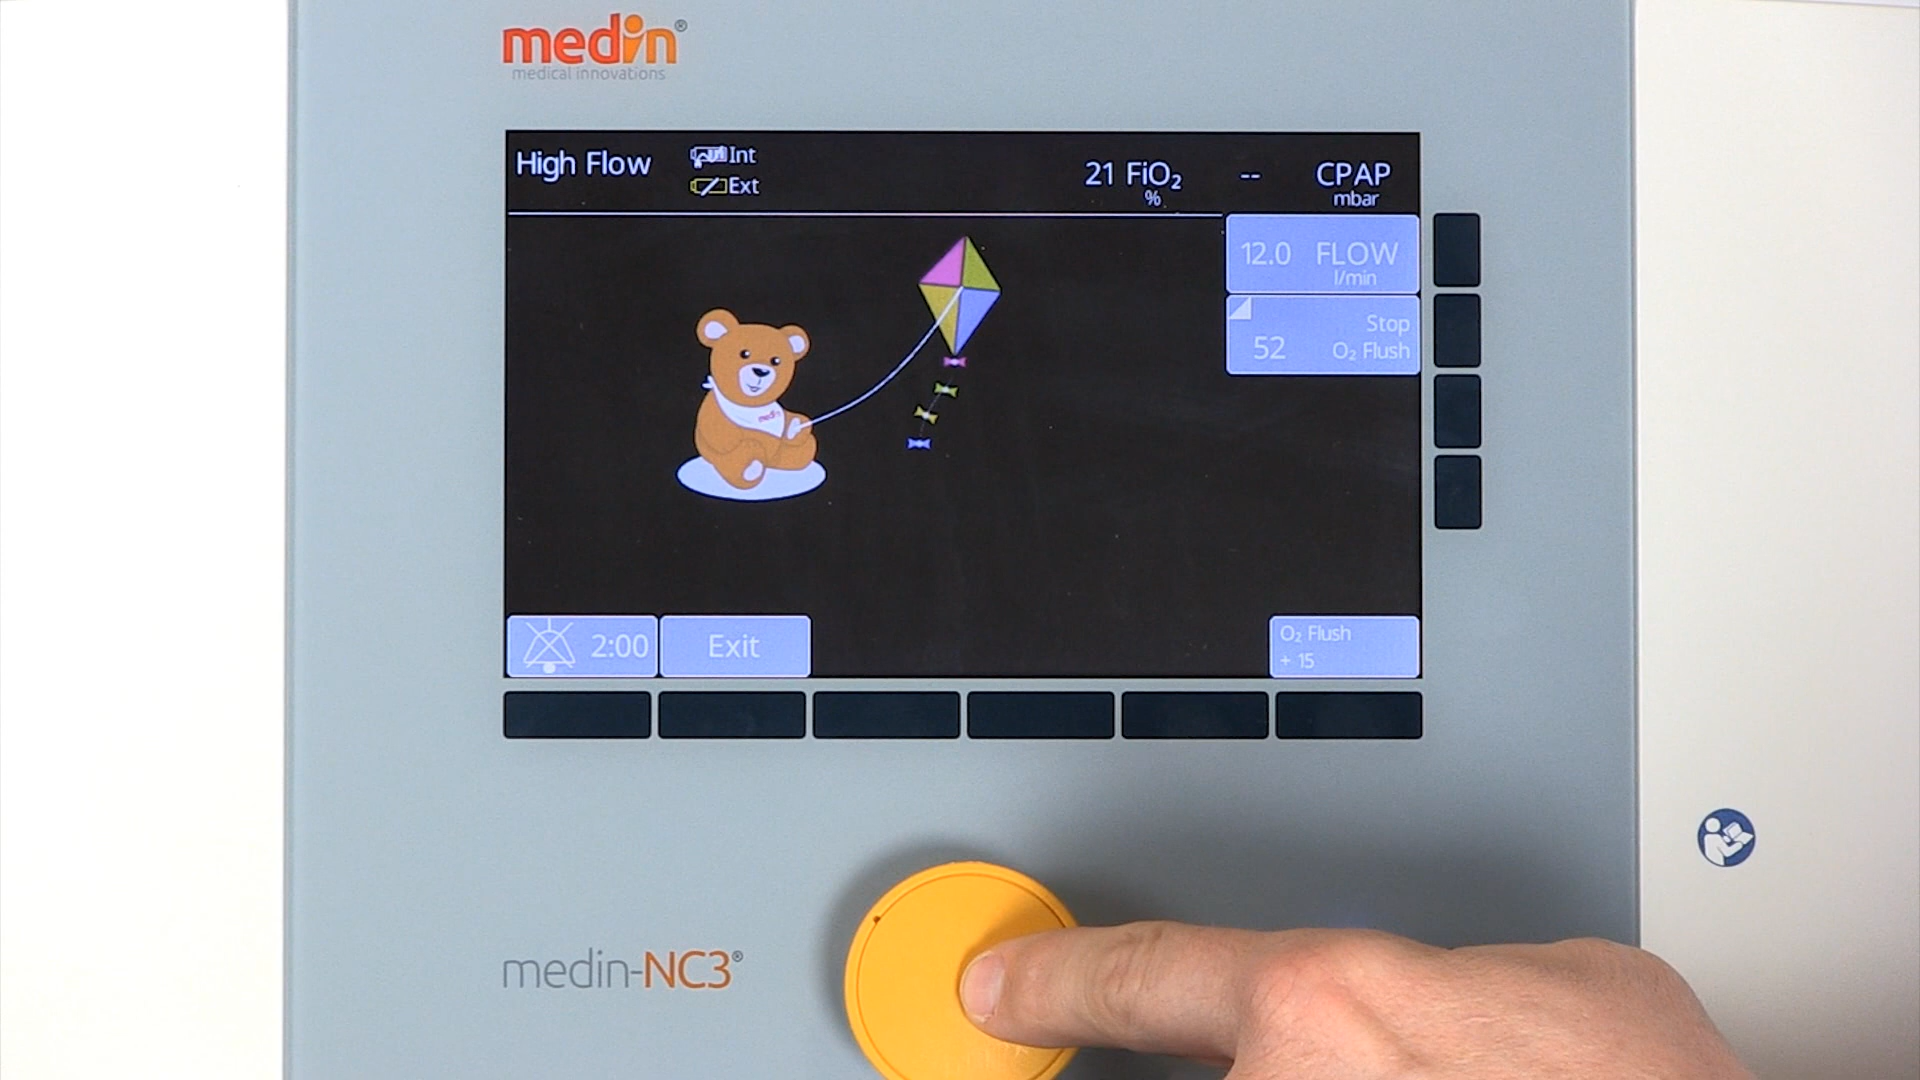 medin®
medical innovations
High Flow
Int
Ext
21 FiO₂
%
--
CPAP
mbar
12.0 FLOW
l/min
Stop
52 O₂ Flush
medin
2:00
Exit
O₂ Flush
+ 15
medin-NC3®